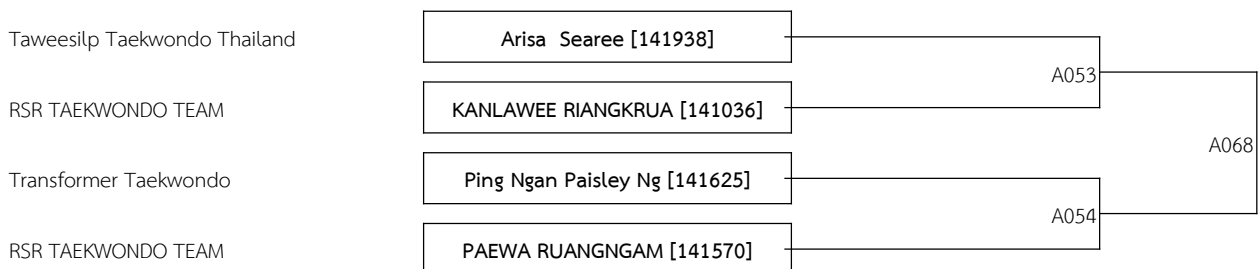 Taweesilp Taekwondo Thailand Arisa  Searee [141938]
A053
RSR TAEKWONDO TEAM KANLAWEE RIANGKRUA [141036]
A068
Transformer Taekwondo Ping Ngan Paisley Ng [141625]
A054
RSR TAEKWONDO TEAM PAEWA RUANGNGAM [141570]